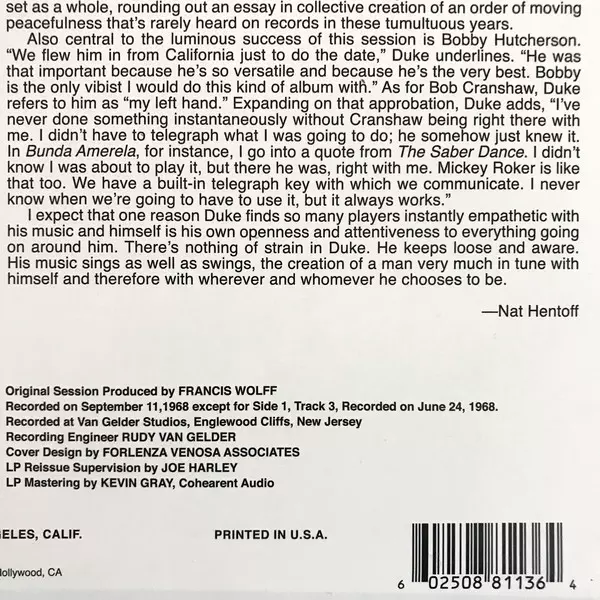 set as a whole, rounding out an essay in collective creation of an order of moving
peacefulness that's rarely heard on records in these tumultuous years.
Also central to the luminous success of this session is Bobby Hutcherson.
“We flew him in from California just to do the date,” Duke underlines. “He was
that important because he's so versatile and because he's the very best. Bobby
is the only vibist I would do this kind of album with.” As for Bob Cranshaw, Duke
refers to him as “my left hand.” Expanding on that approbation, Duke adds, “I've
never done something instantaneously without Cranshaw being right there with
me. I didn't have to telegraph what I was going to do; he somehow just knew it.
In Bunda Amerela, for instance, I go into a quote from The Saber Dance. I didn't
know I was about to play it, but there he was, right with me. Mickey Roker is like
that too. We have a built-in telegraph key with which we communicate. I never
know when we're going to have to use it, but it always works.”
I expect that one reason Duke finds so many players instantly empathetic with
his music and himself is his own openness and attentiveness to everything going
on around him. There's nothing of strain in Duke. He keeps loose and aware.
His music sings as well as swings, the creation of a man very much in tune with
himself and therefore with wherever and whomever he chooses to be.
—Nat Hentoff
Original Session Produced by FRANCIS WOLFF
Recorded on September 11,1968 except for Side 1, Track 3, Recorded on June 24, 1968.
Recorded at Van Gelder Studios, Englewood Cliffs, New Jersey
Recording Engineer RUDY VAN GELDER
Cover Design by FORLENZA VENOSA ASSOCIATES
LP Reissue Supervision by JOE HARLEY
LP Mastering by KEVIN GRAY, Cohearent Audio
ELES, CALIF. PRINTED IN U.S.A.
ollywood, CA
6 02508 81136 4